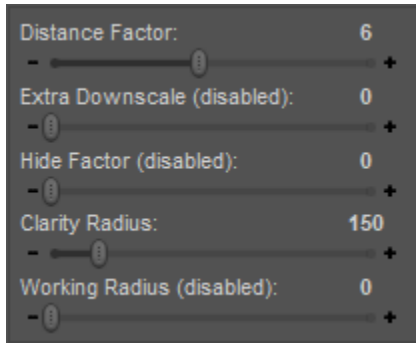 Distance Factor: 6
- +
Extra Downscale (disabled): 0
- +
Hide Factor (disabled): 0
- +
Clarity Radius: 150
- +
Working Radius (disabled): 0
- +